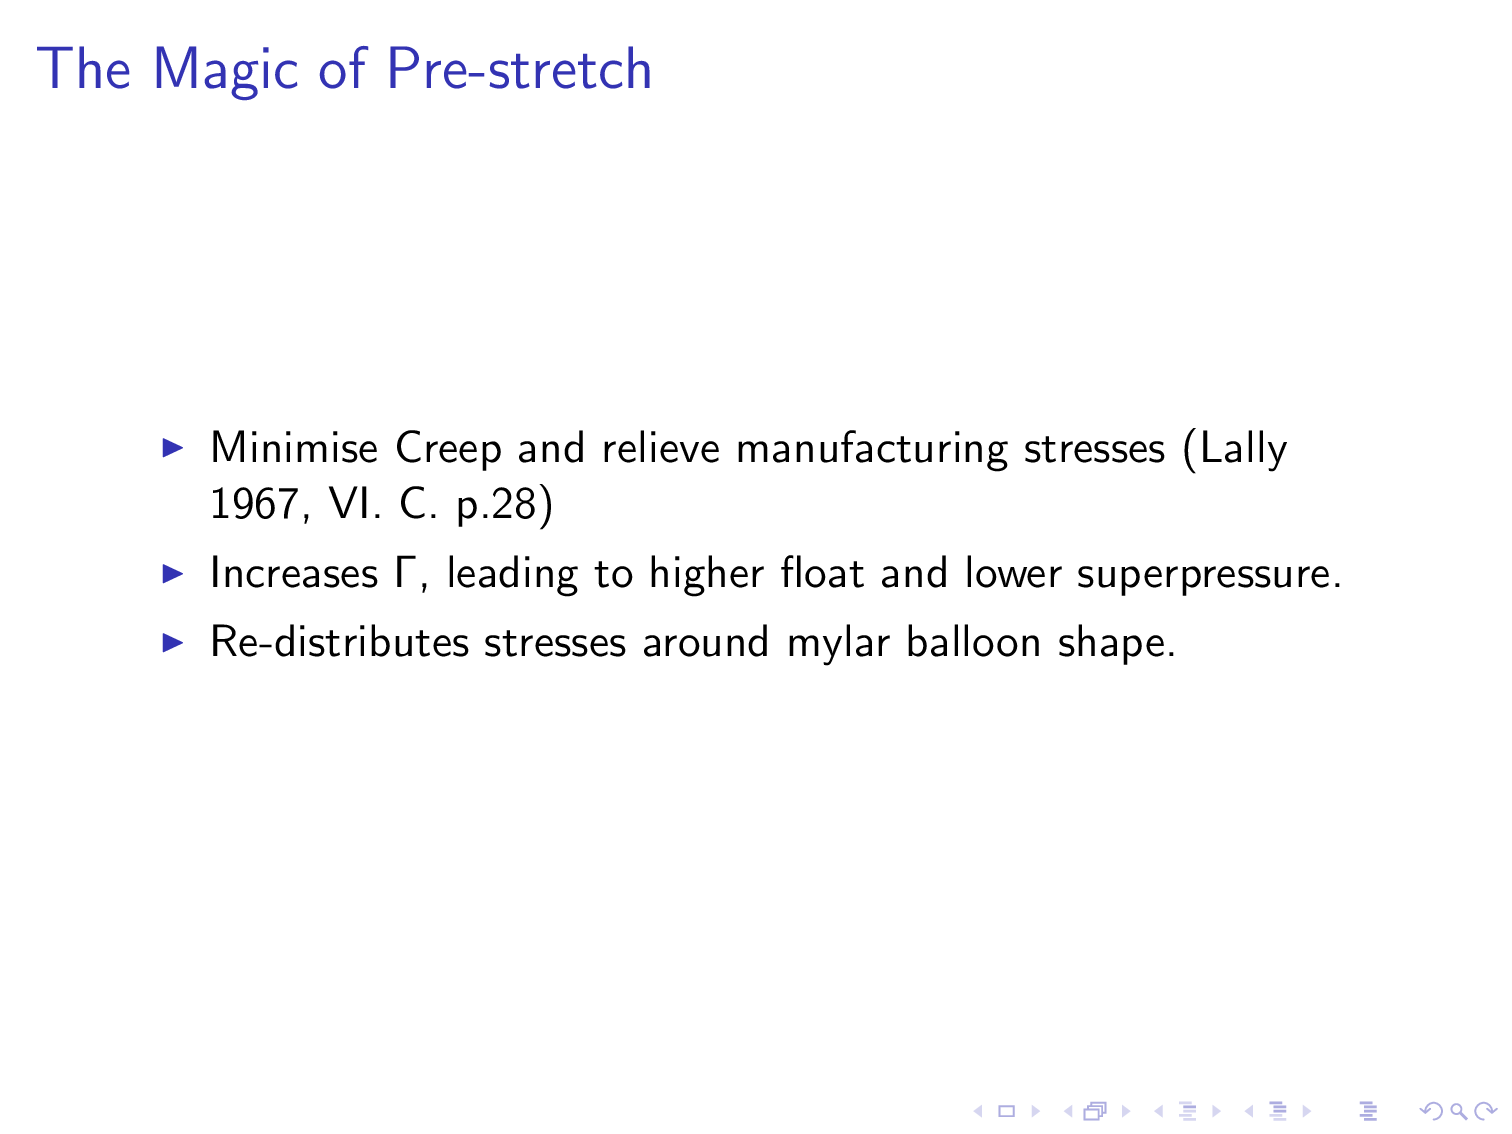 The Magic of Pre-stretch
Minimise Creep and relieve manufacturing stresses (Lally
1967, VI. C. p.28)
Increases Γ, leading to higher float and lower superpressure.
Re-distributes stresses around mylar balloon shape.